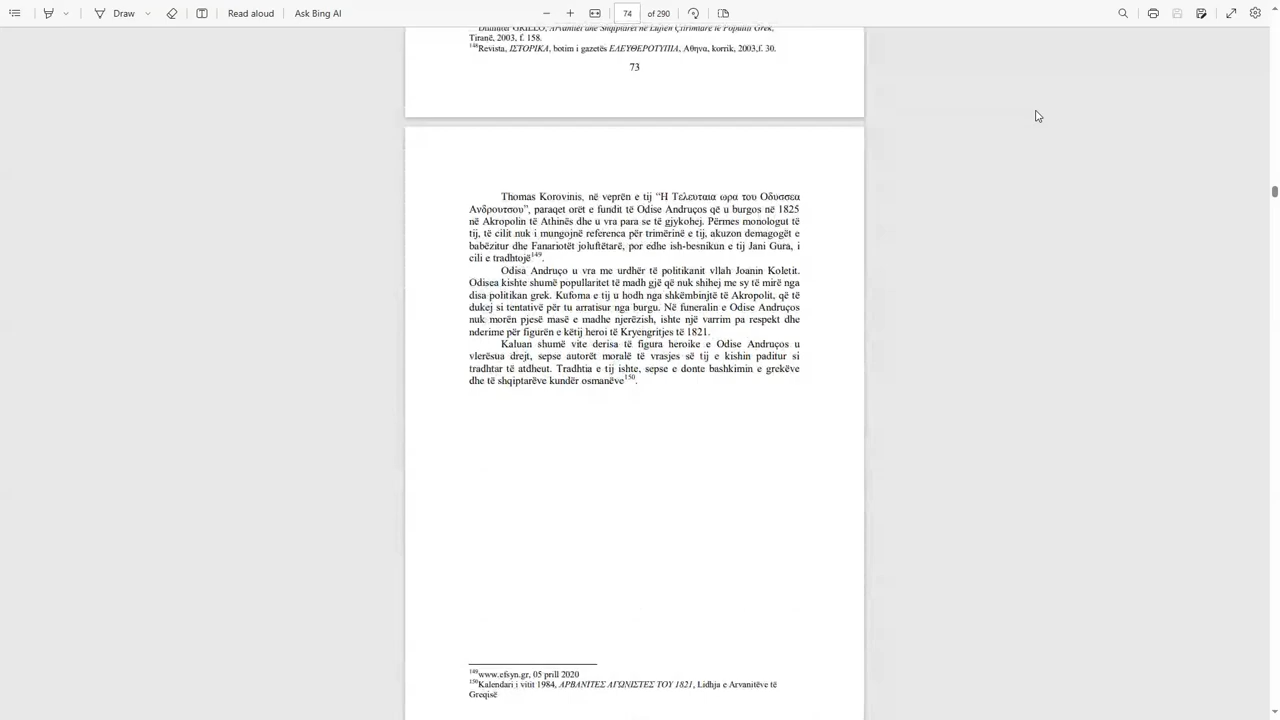 Draw
Read aloud
Ask Bing AI
74 of 290
Tiranë, 2003, f. 158.
148Revista, ΙΣΤΟΡΙΚΑ, botim i gazetës ΕΛΕΥΘΕΡΟΤΥΠΙΑ, Αθηνα, korrik, 2003,f. 30.
73
Thomas Korovinis, në veprën e tij “Η Τελευταια ωρα του Οδυσσεα
Ανδρουτσου”, paraqet orët e fundit të Odise Andruços që u burgos në 1825
në Akropolin të Athinës dhe u vra para se të gjykohej. Përmes monologut të
tij, të cilit nuk i mungojnë referenca për trimërinë e tij, akuzon demagogët e
babëzitur dhe Fanariotët joluftëtarë, por edhe ish-besnikun e tij Jani Gura, i
cili e tradhtojë149.
Odisa Andruço u vra me urdhër të politikanit vllah Joanin Koletit.
Odisea kishte shumë popullaritet të madh gjë që nuk shihej me sy të mirë nga
disa politikan grek. Kufoma e tij u hodh nga shkëmbinjtë të Akropolit, që të
dukej si tentativë për tu arratisur nga burgu. Në funeralin e Odise Andruços
nuk morën pjesë masë e madhe njerëzish, ishte një varrim pa respekt dhe
nderime për figurën e këtij heroi të Kryengritjes të 1821.
Kaluan shumë vite derisa të figura heroike e Odise Andruços u
vlerësua drejt, sepse autorët moralë të vrasjes së tij e kishin paditur si
tradhtar të atdheut. Tradhtia e tij ishte, sepse e donte bashkimin e grekëve
dhe të shqiptarëve kundër osmanëve150.
149www.efsyn.gr, 05 prill 2020
150Kalendari i vitit 1984, ΑΡΒΑΝΙΤΕΣ ΑΓΩΝΙΣΤΕΣ ΤΟΥ 1821, Lidhja e Arvanitëve të
Greqisë